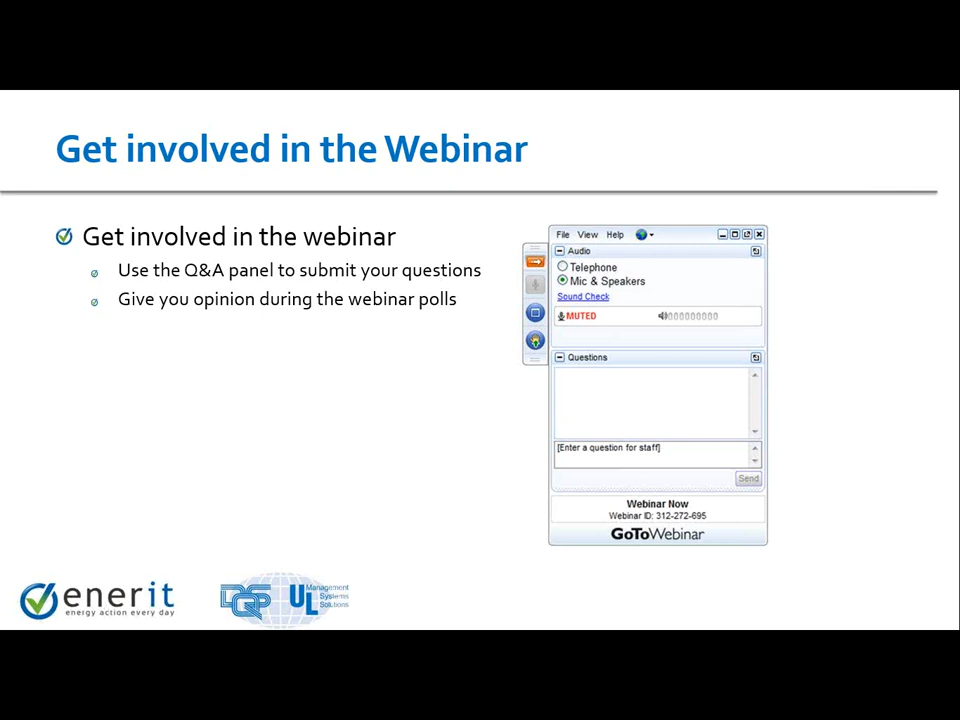 Get involved in the Webinar
Get involved in the webinar
Use the Q&A panel to submit your questions
Give you opinion during the webinar polls
File View Help
Audio
Telephone
Mic & Speakers
Sound Check
MUTED
Questions
[Enter a question for staff]
Send
Webinar Now
Webinar ID: 312-272-695
GoToWebinar
enerit
energy action every day
DQS
UL
Management
Systems
Solutions